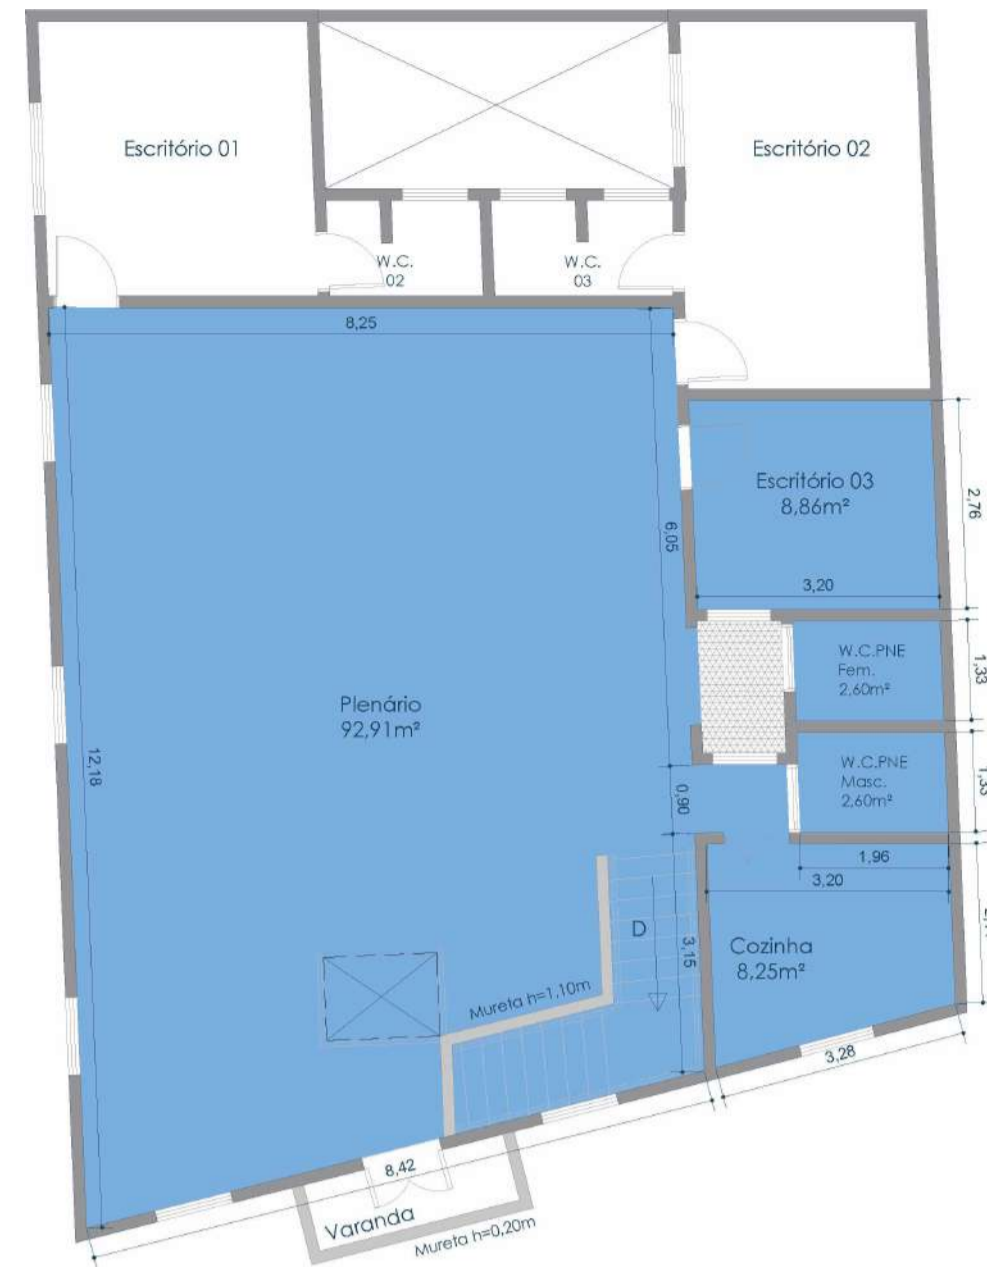 Escritório 01
Escritório 02
W.C.
02
W.C.
03
8,25
Escritório 03
8,86m²
2,76
6,05
3,20
W.C.PNE
Fem.
2,60m²
1,33
Plenário
92,91m²
12,18
W.C.PNE
Masc.
2,60m²
1,33
0,90
1,96
3,20
D
3,15
Cozinha
8,25m²
Mureta h=1,10m
3,28
8,42
Varanda
Mureta h=0,20m